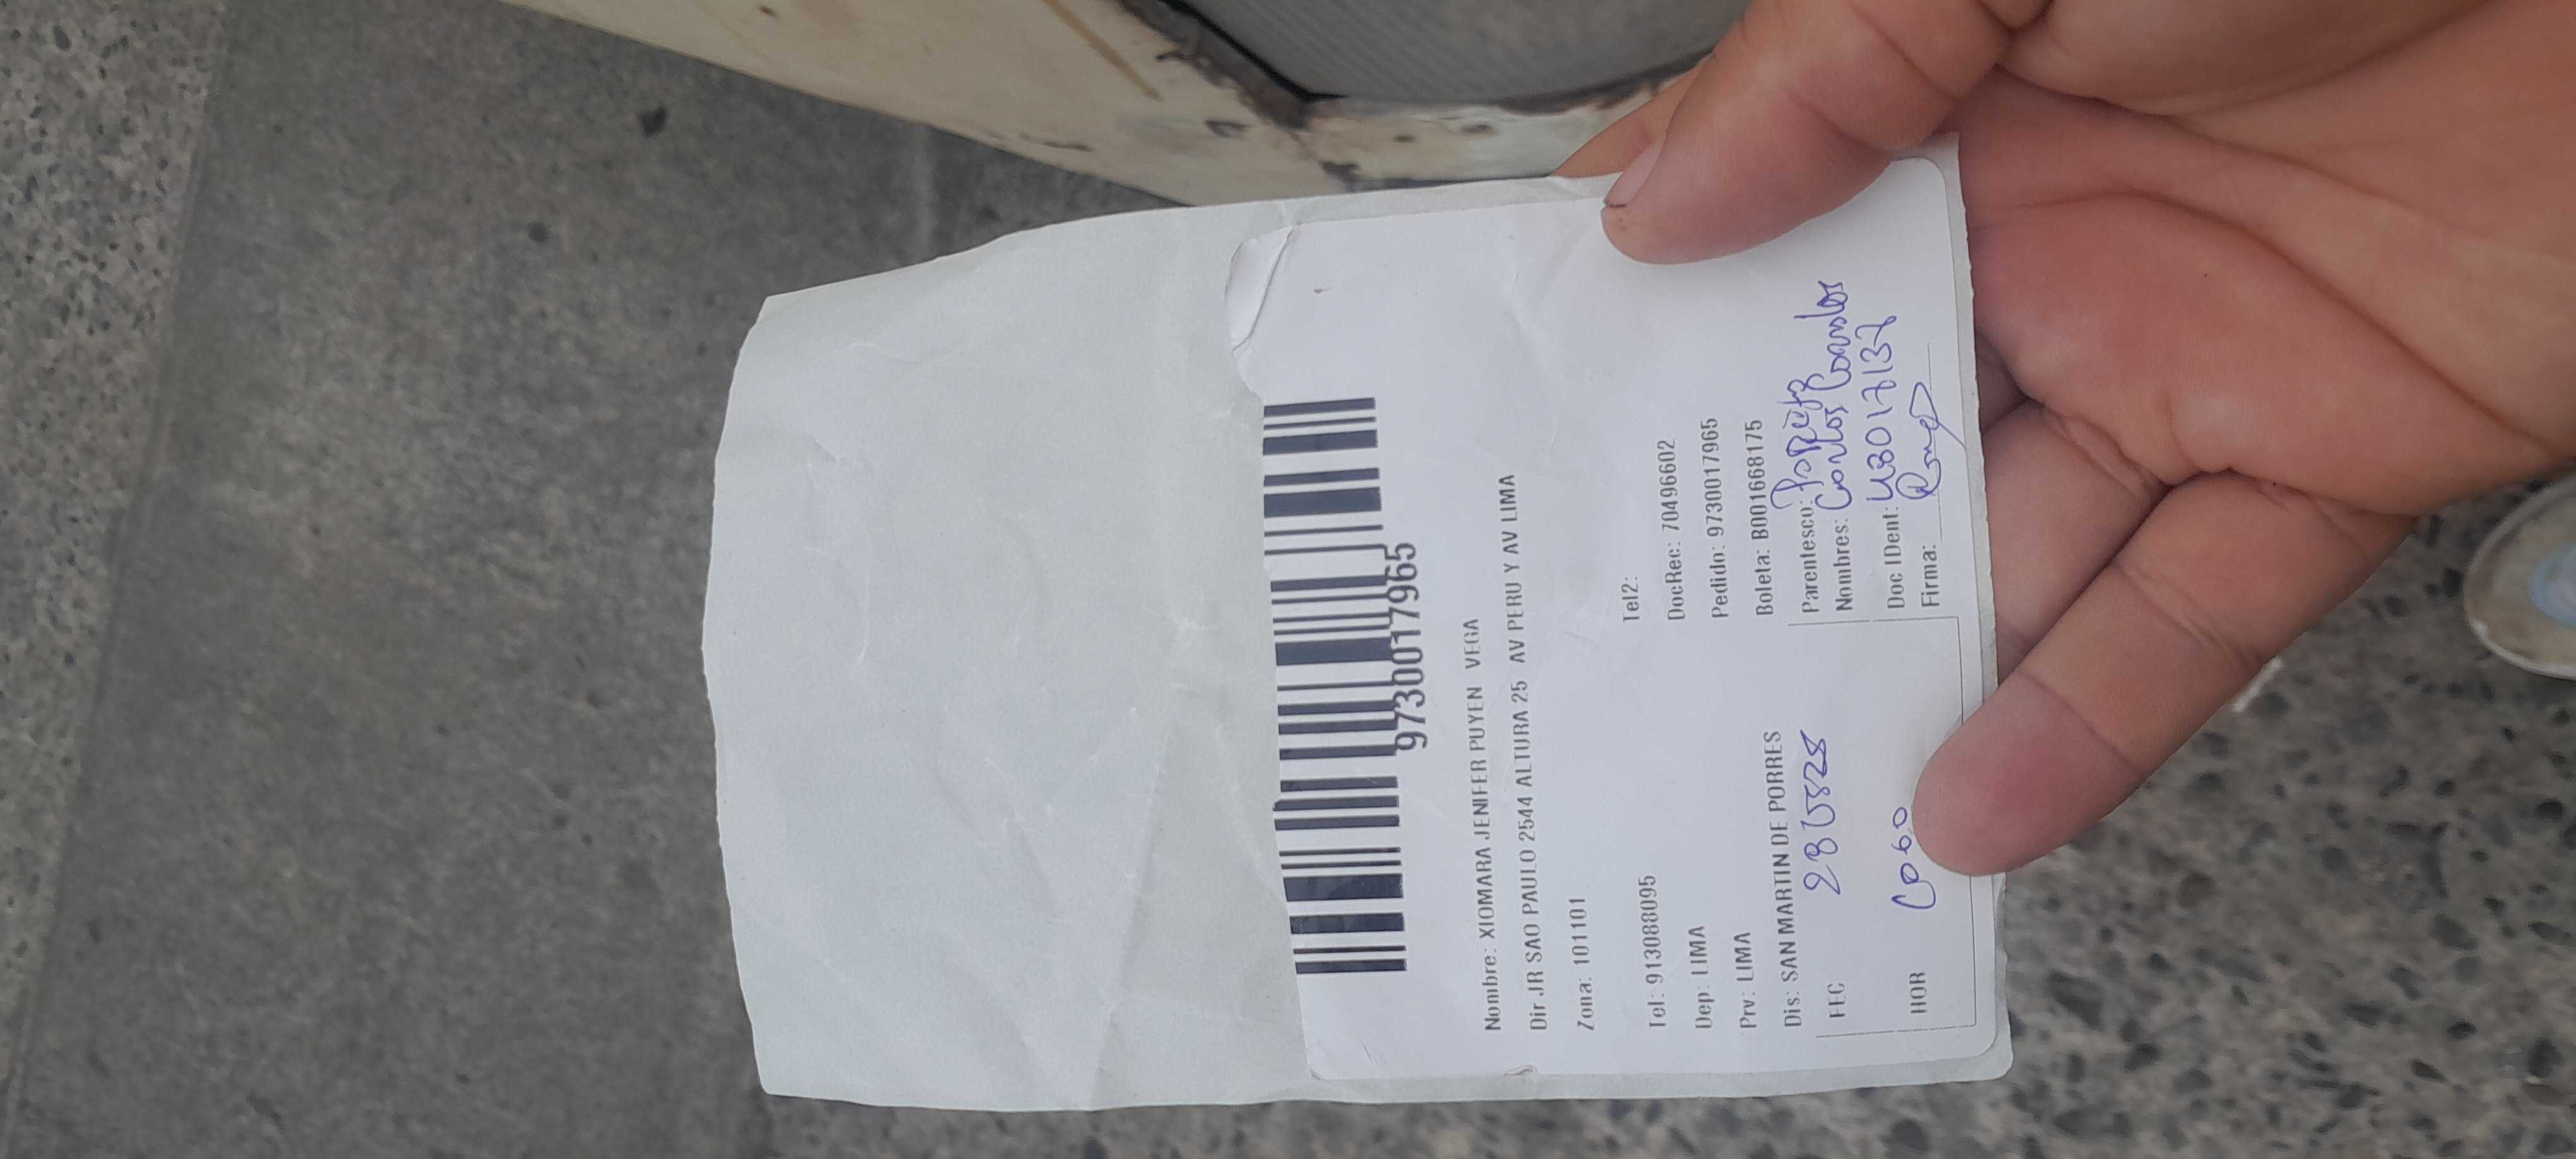 9730017965
Nombre: XIOMARA JENIFER PUYEN VEGA
Dir JR SAO PAULO 2544 ALTURA 25 AV PERU Y AV LIMA
Zona: 101101
Tel: 913088095 Tel2:
Dep: LIMA DocRec: 70496602
Prv: LIMA Pedido: 9730017965
Dis: SAN MARTIN DE PORRES Boleta: B001668175
FEC Parentesco:
Nombres: Carlos
HOR Doc IDent: 48017137
Firma: